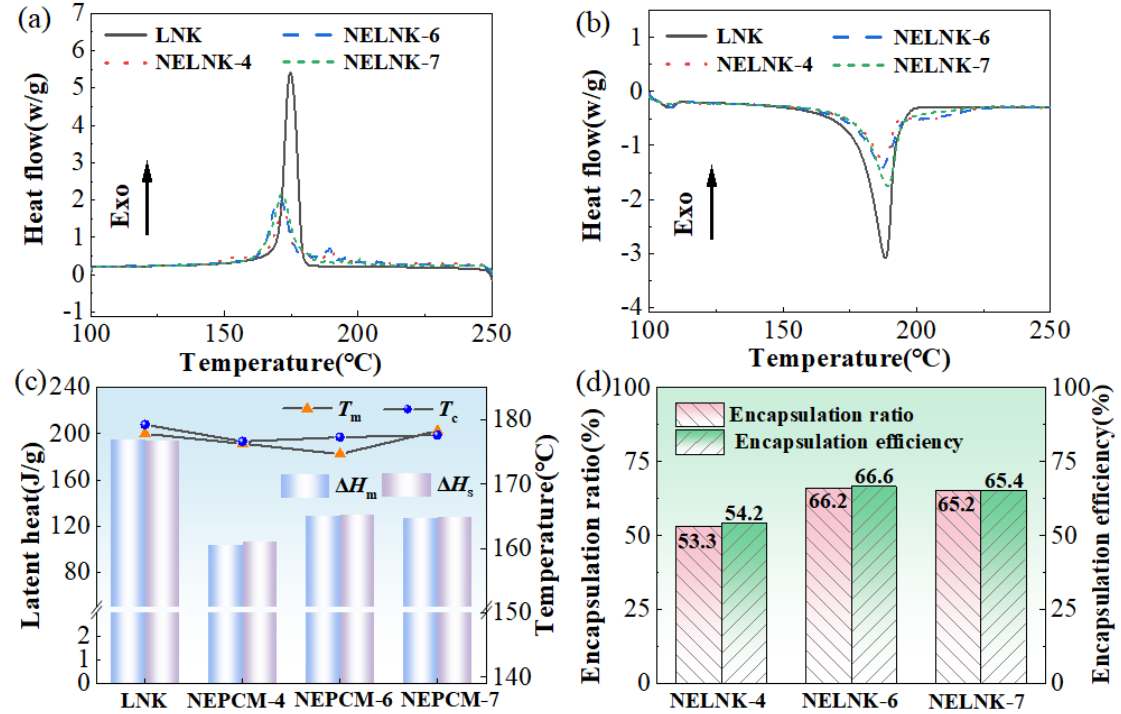 (a)
7
6
5
4
3
2
1
0
-1
Heat flow(w/g)
LNK
NELNK-6
NELNK-4
NELNK-7
Exo
100
150
200
250
Temperature(℃)
(b)
1
0
-1
-2
-3
-4
Heat flow(w/g)
LNK
NELNK-6
NELNK-4
NELNK-7
Exo
100
150
200
250
Temperature(℃)
(c)
240
200
160
120
80
2
1
0
Latent heat(J/g)
Tm
Tc
ΔHm
ΔHs
180
170
160
150
140
Temperature(℃)
LNK
NEPCM-4
NEPCM-6
NEPCM-7
(d)
100
75
50
25
0
Encapsulation ratio(%)
Encapsulation ratio
Encapsulation efficiency
53.3
54.2
66.2
66.6
65.2
65.4
100
80
60
40
20
0
Encapsulation efficiency(%)
NELNK-4
NELNK-6
NELNK-7